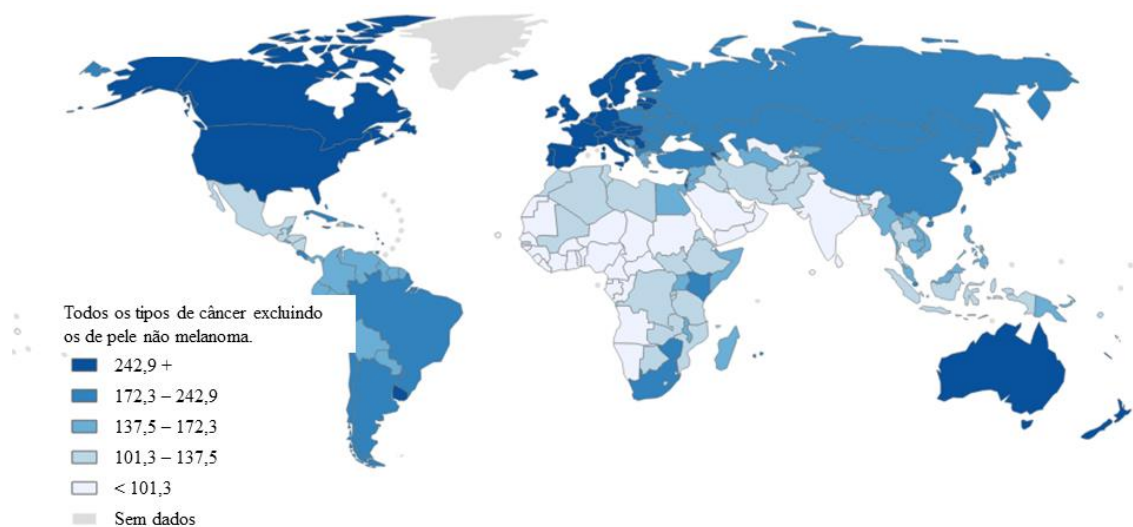 Todos os tipos de câncer excluindo
os de pele não melanoma.
242,9 +
172,3 – 242,9
137,5 – 172,3
101,3 – 137,5
< 101,3
Sem dados